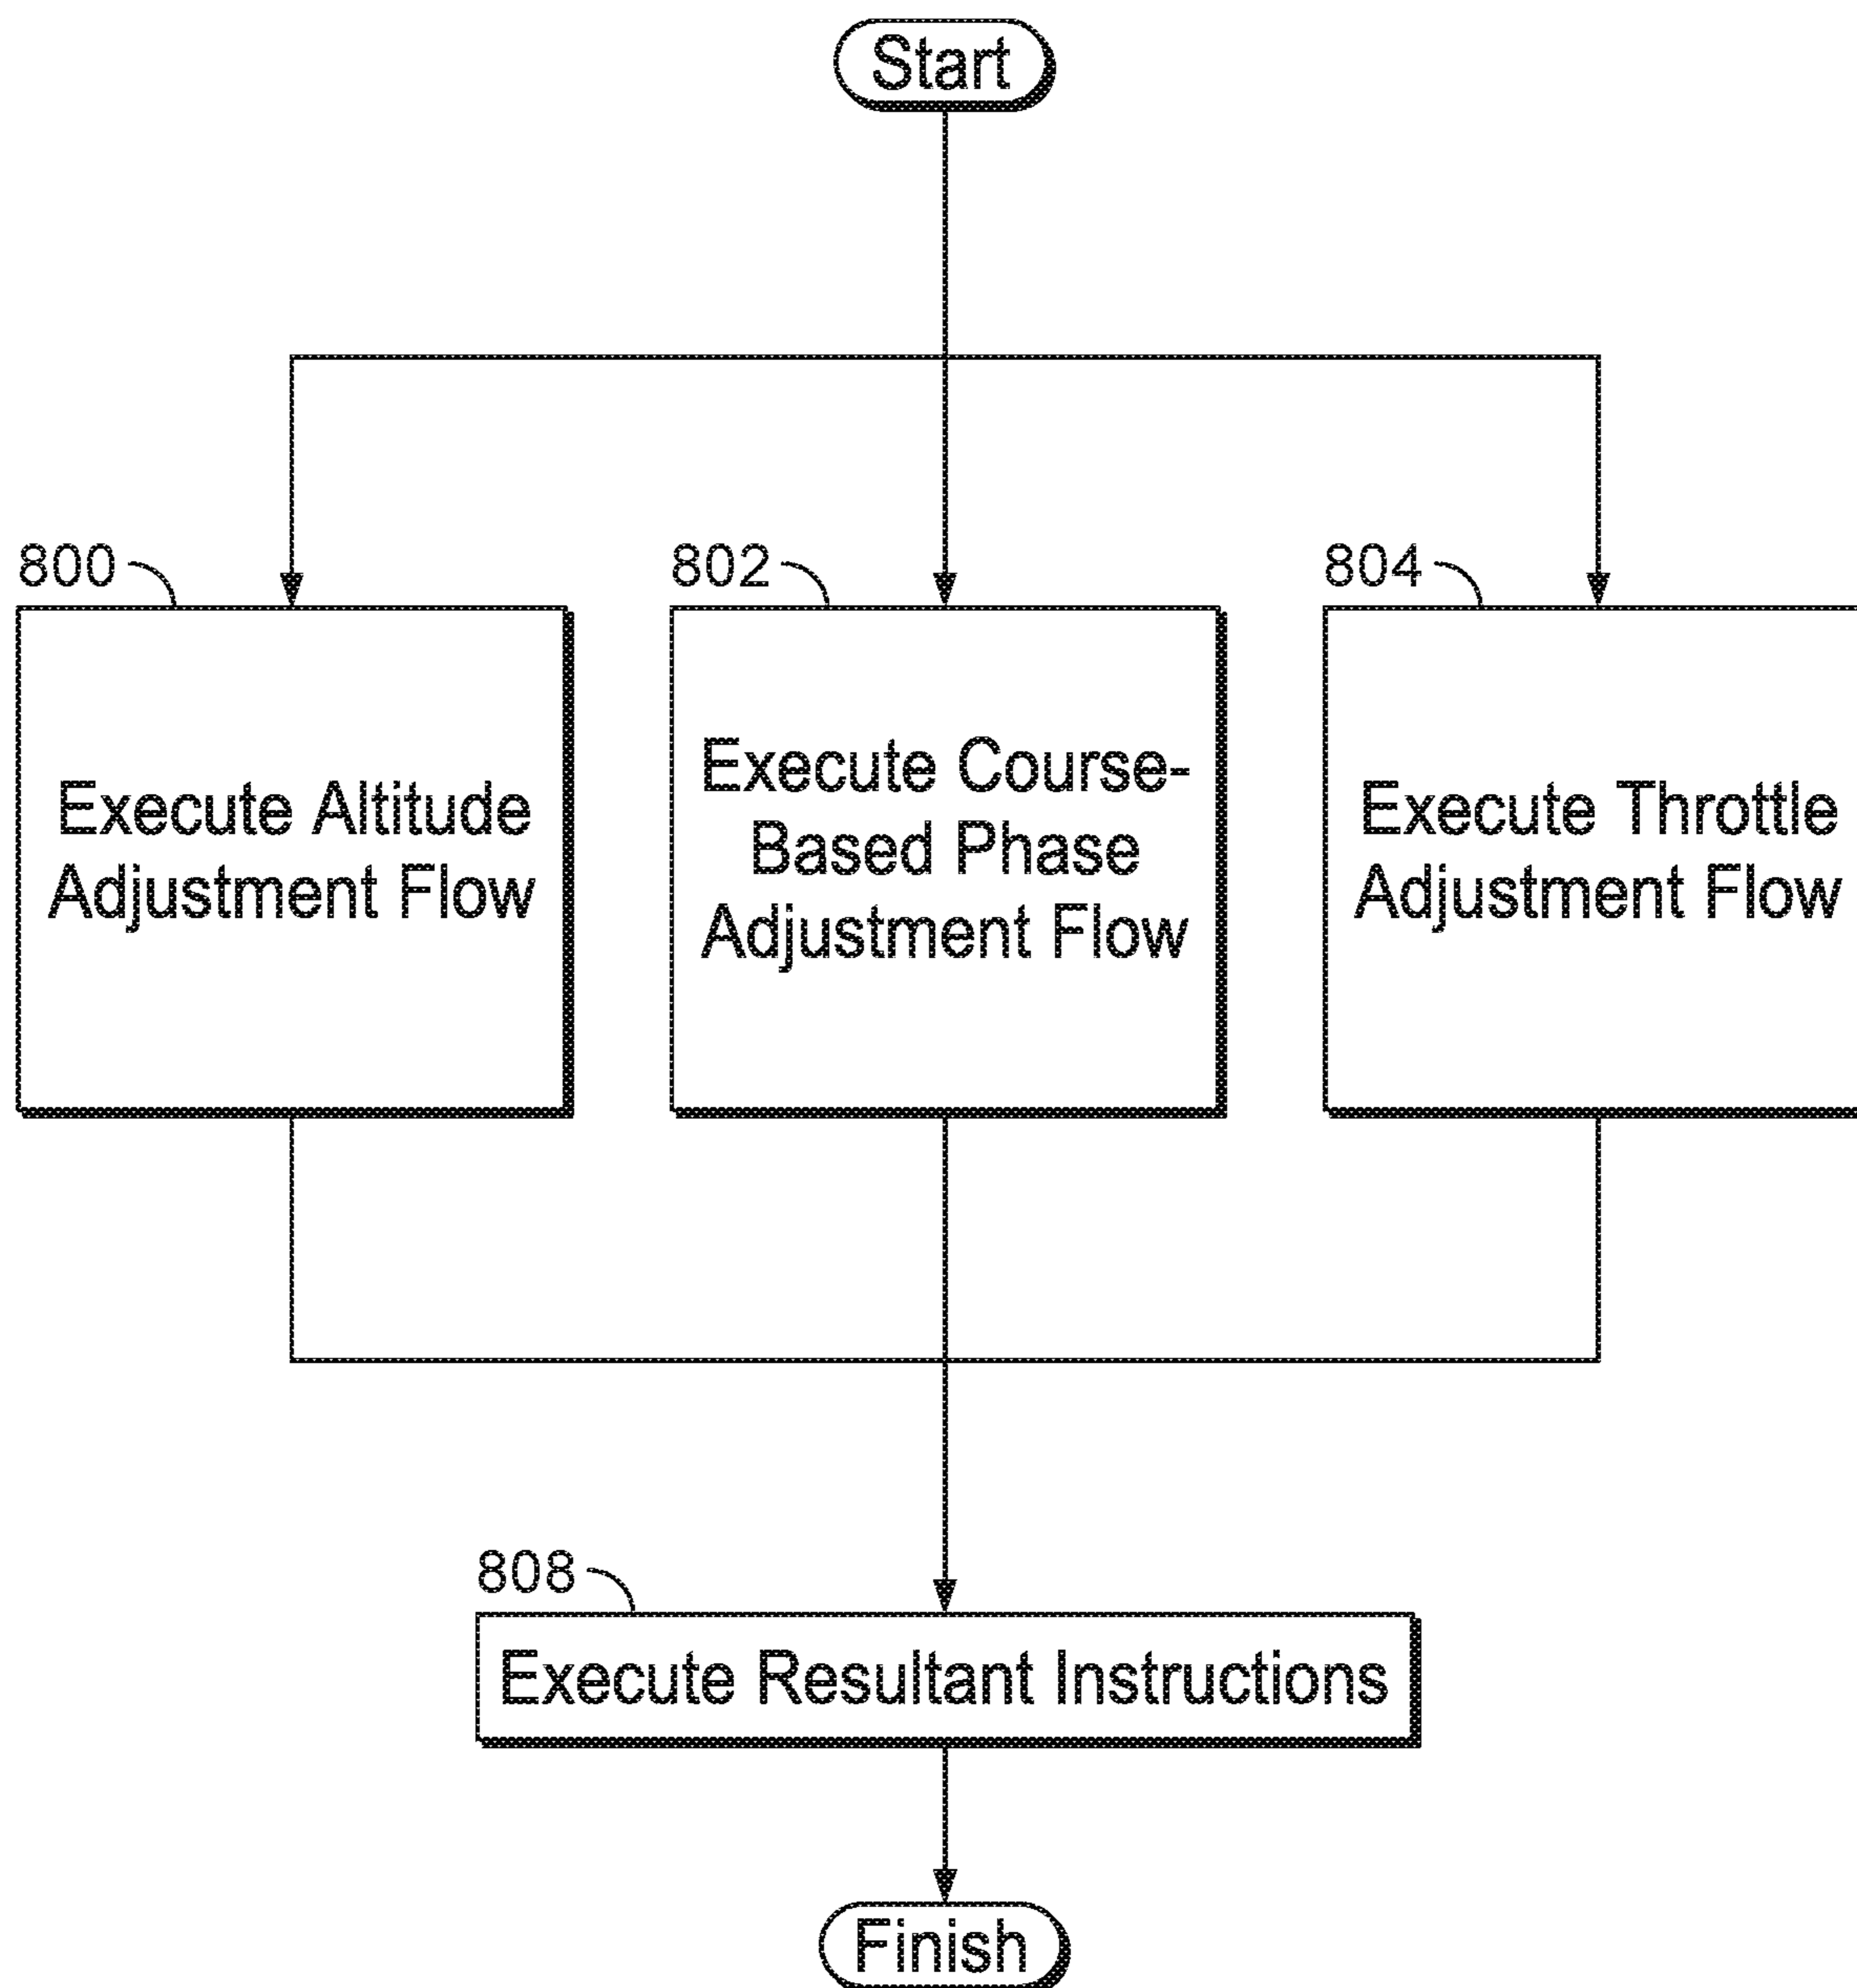 Start
800
802
804
Execute Altitude
Adjustment Flow
Execute Course-
Based Phase
Adjustment Flow
Execute Throttle
Adjustment Flow
808
Execute Resultant Instructions
Finish